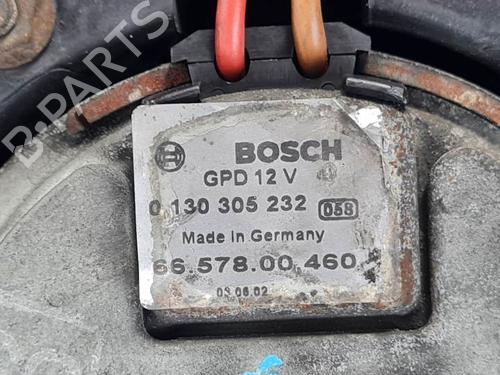 B-PARTS
BOSCH
GPD 12 V
0 130 305 232 058
Made in Germany
66.578.00.460
03.06.02